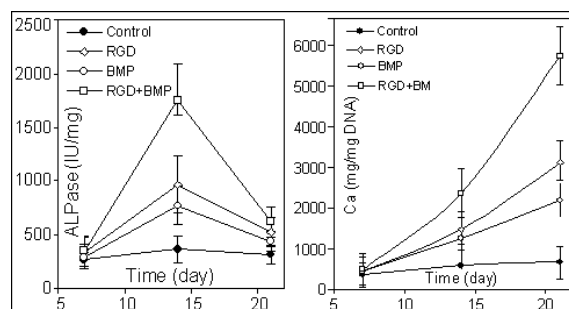 2500
2000
1500
1000
500
0
ALPase (IU/mg)
Control
RGD
BMP
RGD+BMP
Time (day)
5 10 15 20
7000
6000
5000
4000
3000
2000
1000
0
Ca (mg/mg DNA)
Control
RGD
BMP
RGD+BM
Time (day)
5 10 15 20